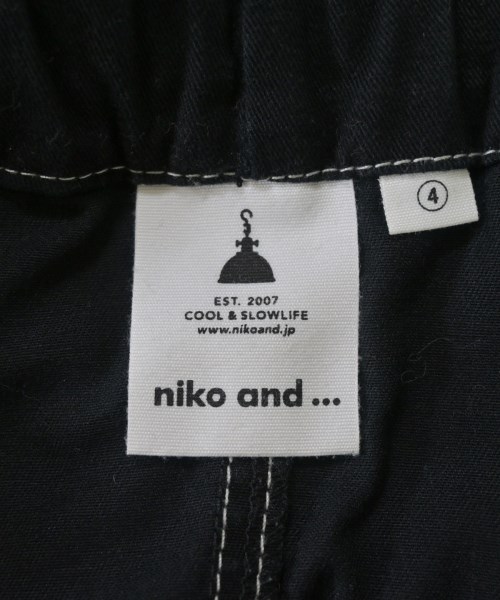 ④
EST. 2007
COOL & SLOWLIFE
www.nikoand.jp
niko and ...